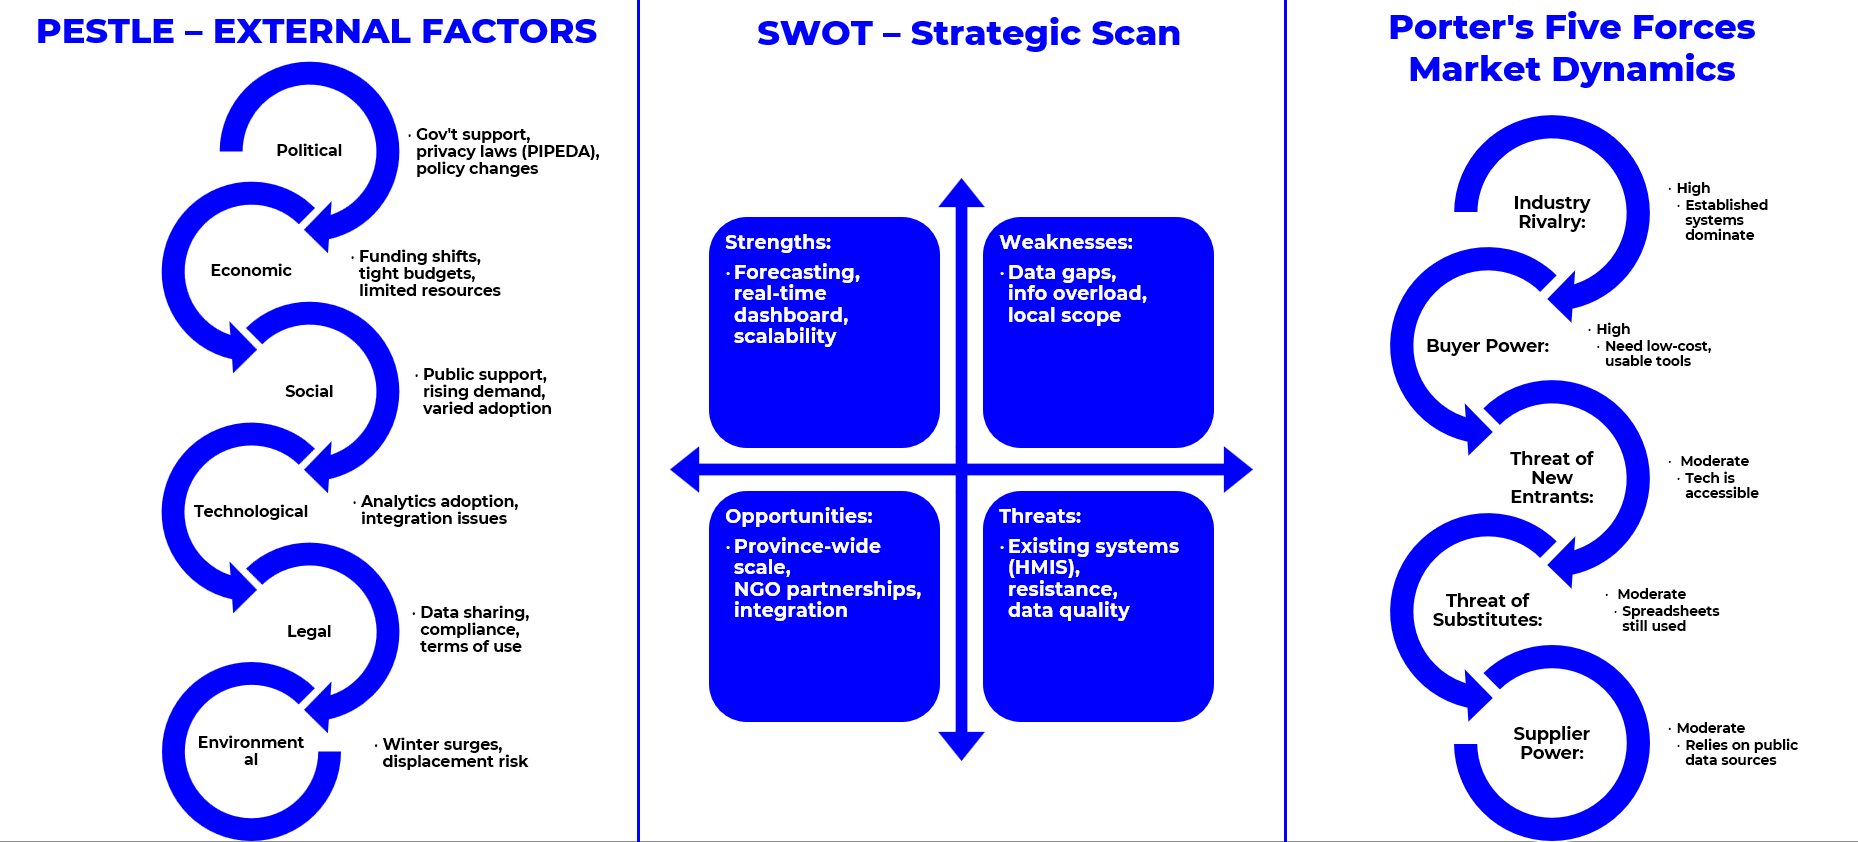 PESTLE – EXTERNAL FACTORS
Political
· Gov't support,
privacy laws (PIPEDA),
policy changes
Economic
· Funding shifts,
tight budgets,
limited resources
Social
· Public support,
rising demand,
varied adoption
Technological
· Analytics adoption,
integration issues
Legal
· Data sharing,
compliance,
terms of use
Environment
al
· Winter surges,
displacement risk
SWOT – Strategic Scan
Strengths:
· Forecasting,
real-time
dashboard,
scalability
Weaknesses:
· Data gaps,
info overload,
local scope
Opportunities:
· Province-wide
scale,
NGO partnerships,
integration
Threats:
· Existing systems
(HMIS),
resistance,
data quality
Porter's Five Forces
Market Dynamics
Industry
Rivalry:
· High
· Established
systems
dominate
Buyer Power:
· High
· Need low-cost,
usable tools
Threat of
New
Entrants:
· Moderate
· Tech is
accessible
Threat of
Substitutes:
· Moderate
· Spreadsheets
still used
Supplier
Power:
· Moderate
· Relies on public
data sources